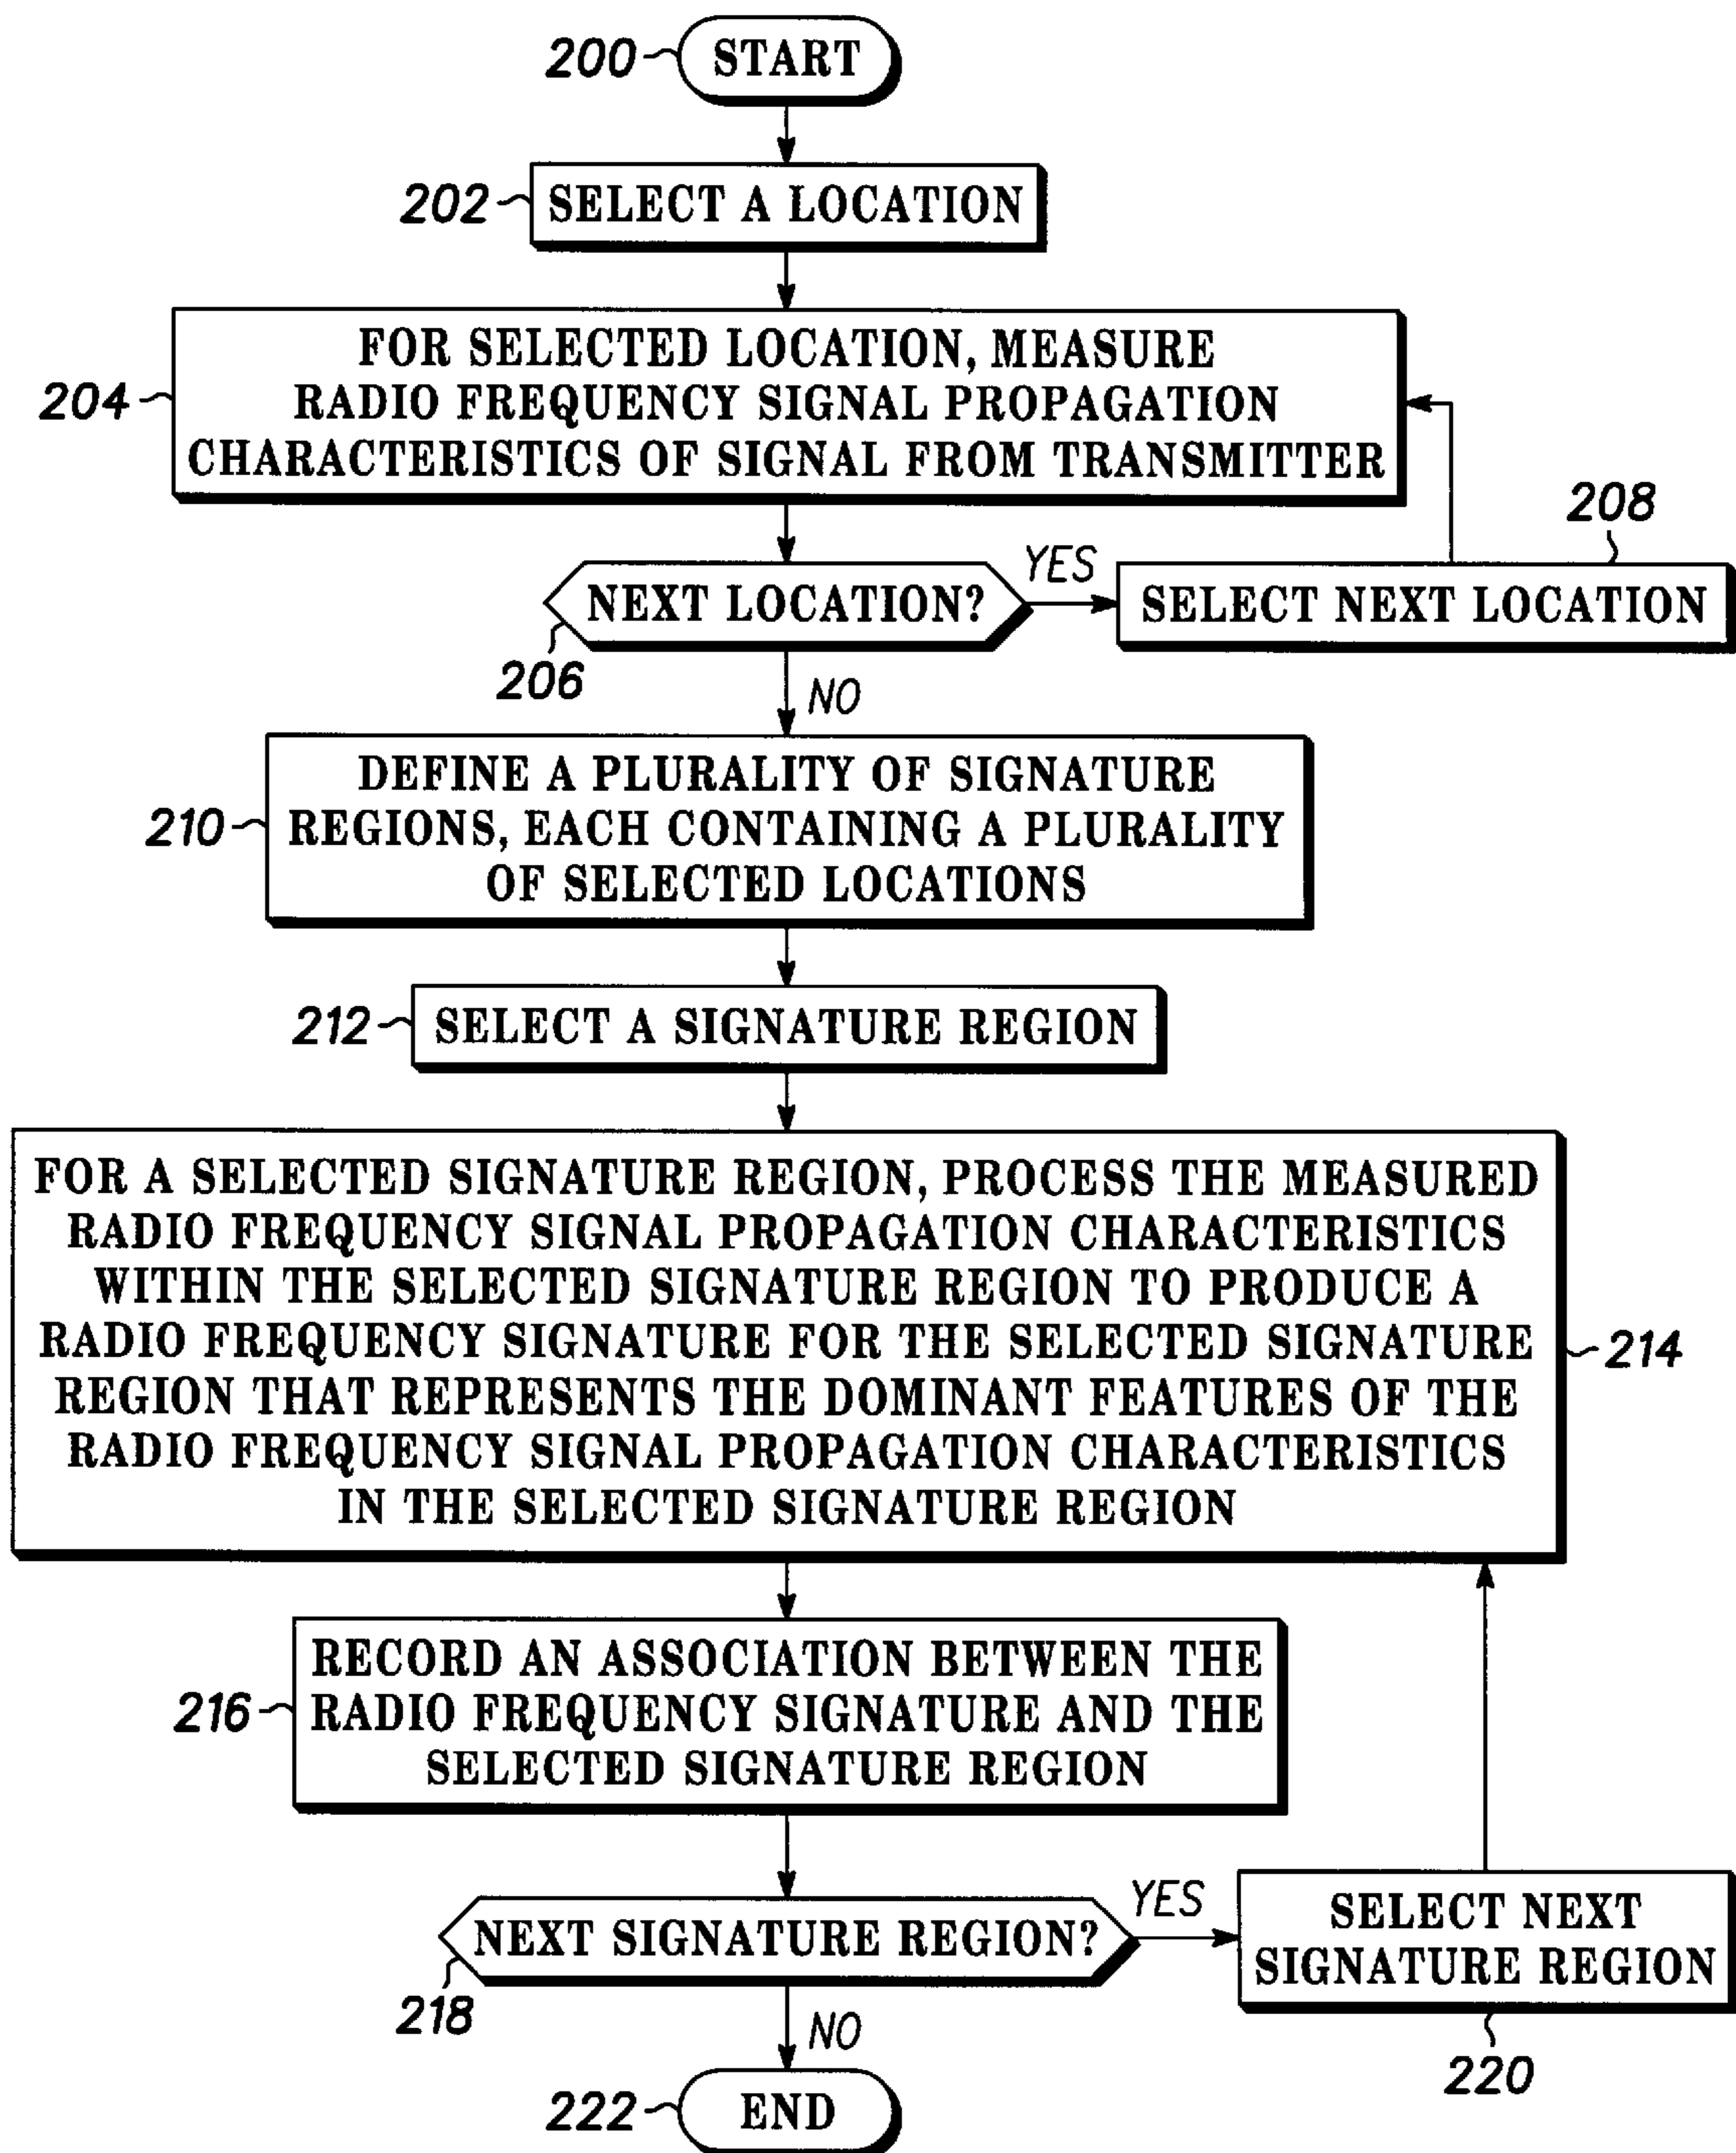 200
START
202
SELECT A LOCATION
FOR SELECTED LOCATION, MEASURE
204
RADIO FREQUENCY SIGNAL PROPAGATION
CHARACTERISTICS OF SIGNAL FROM TRANSMITTER
208
NEXT LOCATION?
YES
SELECT NEXT LOCATION
206
NO
DEFINE A PLURALITY OF SIGNATURE
210
REGIONS, EACH CONTAINING A PLURALITY
OF SELECTED LOCATIONS
212
SELECT A SIGNATURE REGION
FOR A SELECTED SIGNATURE REGION, PROCESS THE MEASURED
RADIO FREQUENCY SIGNAL PROPAGATION CHARACTERISTICS
WITHIN THE SELECTED SIGNATURE REGION TO PRODUCE A
RADIO FREQUENCY SIGNATURE FOR THE SELECTED SIGNATURE
REGION THAT REPRESENTS THE DOMINANT FEATURES OF THE
RADIO FREQUENCY SIGNAL PROPAGATION CHARACTERISTICS
IN THE SELECTED SIGNATURE REGION
214
RECORD AN ASSOCIATION BETWEEN THE
216
RADIO FREQUENCY SIGNATURE AND THE
SELECTED SIGNATURE REGION
NEXT SIGNATURE REGION?
YES
SELECT NEXT
SIGNATURE REGION
218
NO
220
222
END